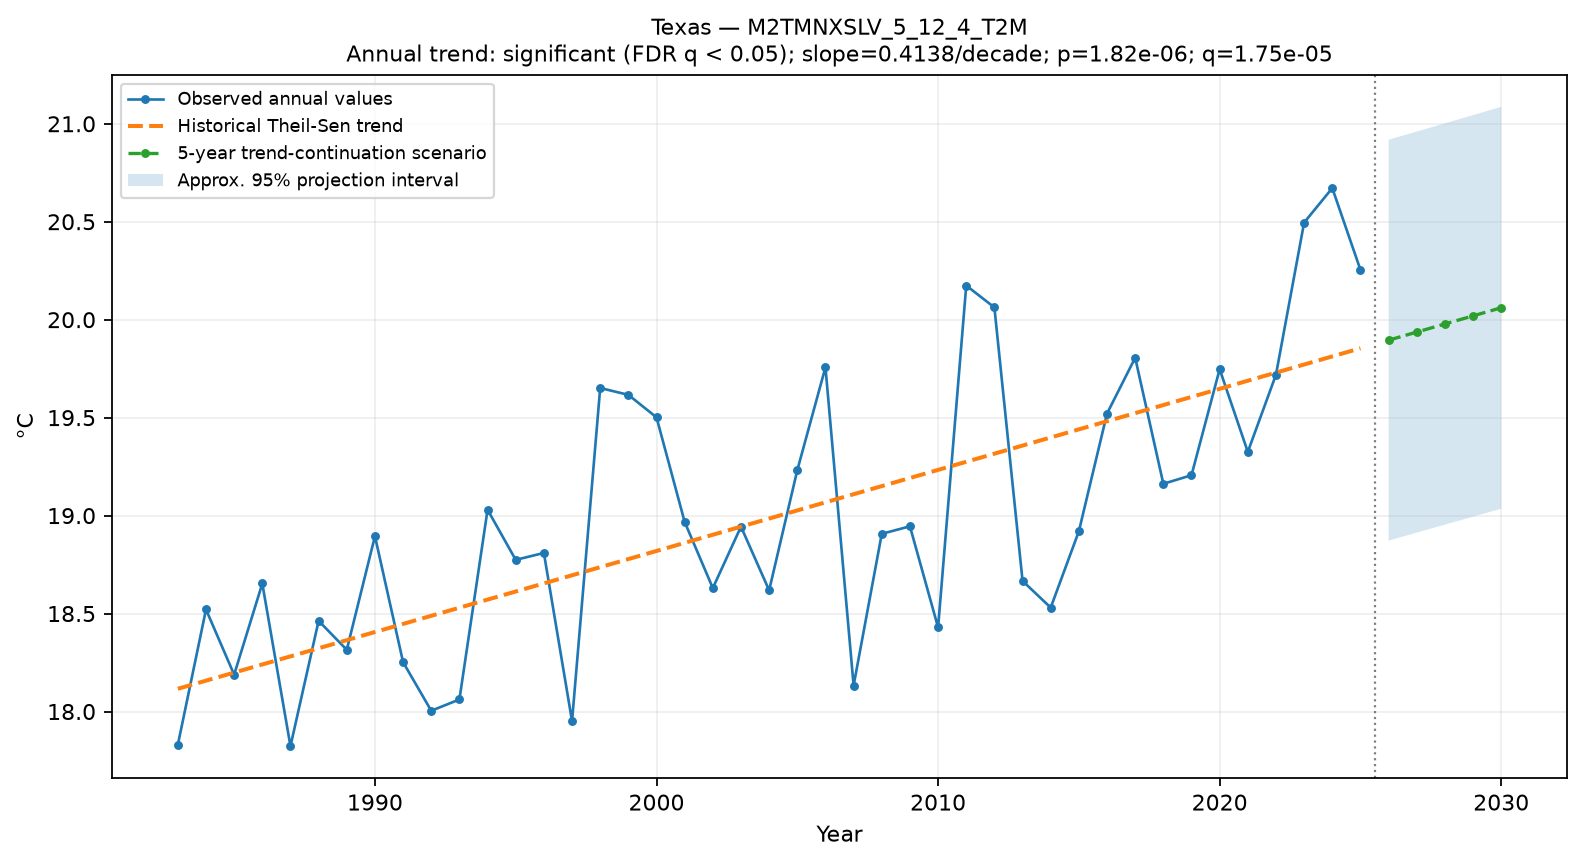 Texas — M2TMNXSLV_5_12_4_T2M
Annual trend: significant (FDR q < 0.05); slope=0.4138/decade; p=1.82e-06; q=1.75e-05
Observed annual values
Historical Theil-Sen trend
5-year trend-continuation scenario
Approx. 95% projection interval
21.0
20.5
20.0
19.5
19.0
18.5
18.0
°C
1990 2000 2010 2020 2030
Year